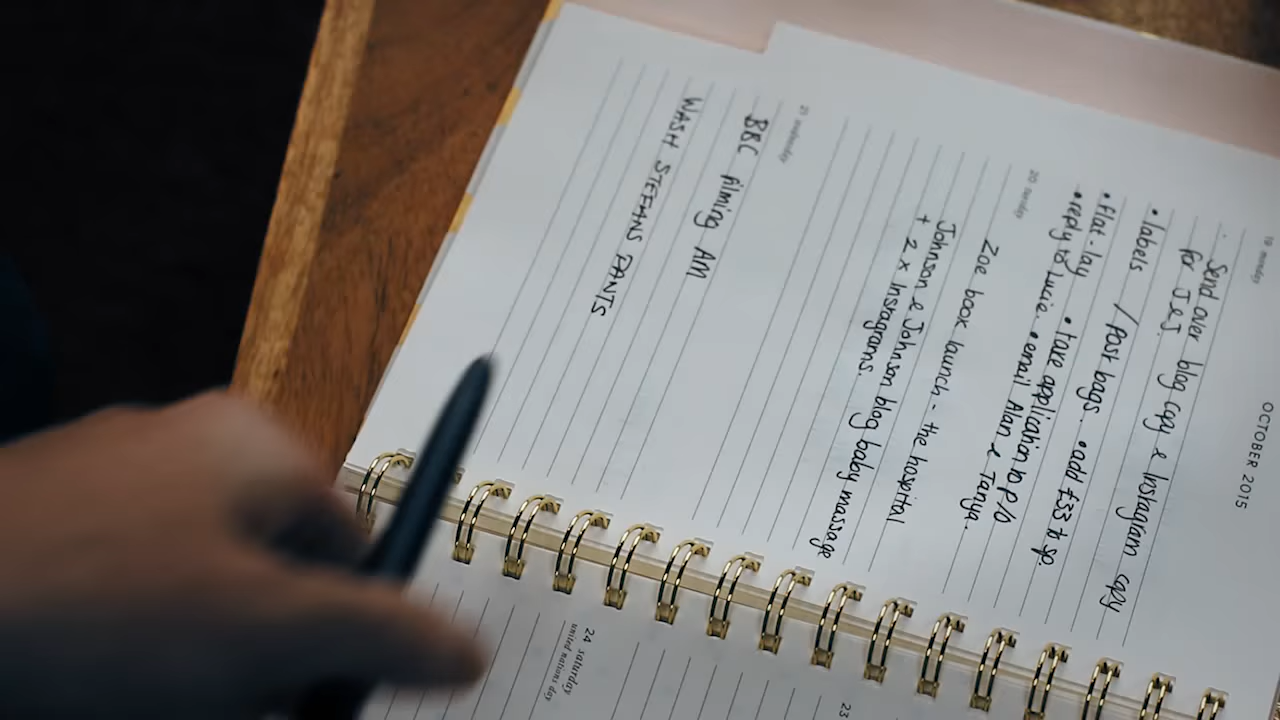 OCTOBER 2015
19 monday
· Send over blog copy & Instagram copy
for J&J.
• labels / post bags. • add £33 to sp.
• flat-lay • take application to P/O
• reply to Lucie. • email Alan & Tanya.
20 tuesday
Zoe book launch - the hospital
Johnson & Johnson blog baby massage
+ 2 x Instagrams.
21 wednesday
BBC filming AM
WASH STEFANS PANTS
23
24 saturday
united nations day